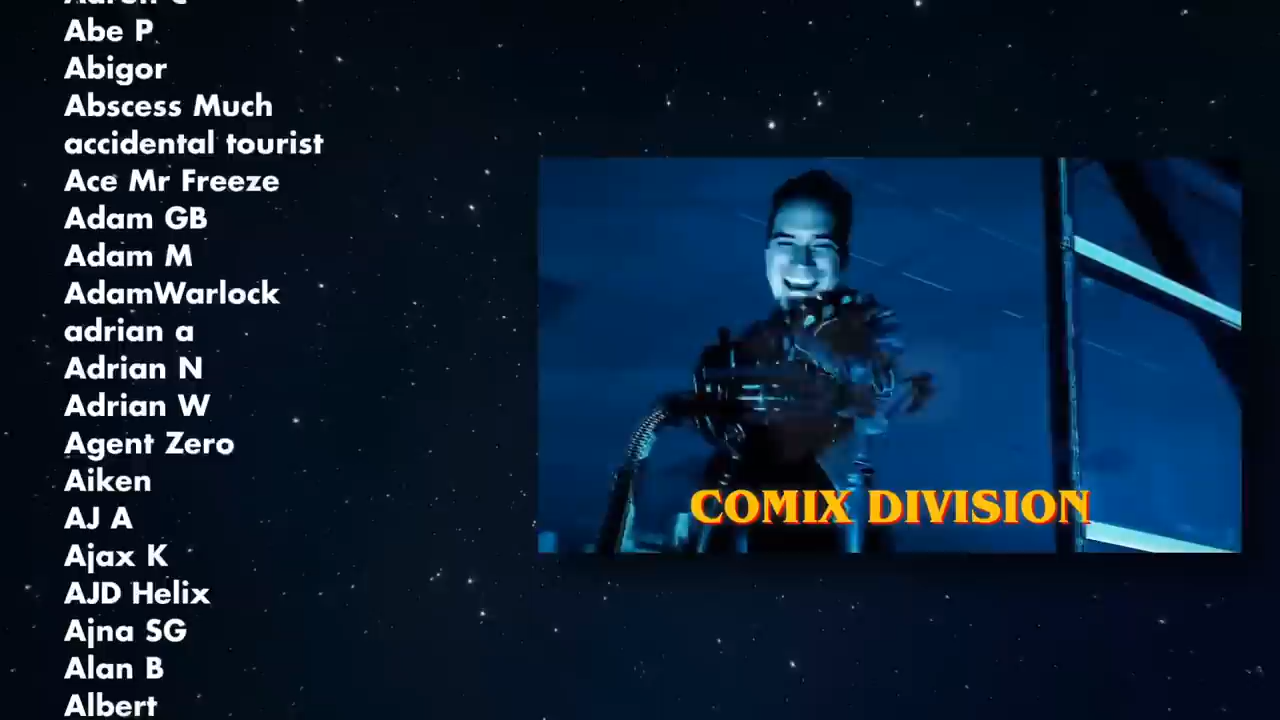 Abe P
Abigor
Abscess Much
accidental tourist
Ace Mr Freeze
Adam GB
Adam M
AdamWarlock
adrian a
Adrian N
Adrian W
Agent Zero
Aiken
AJ A
Ajax K
AJD Helix
Ajna SG
Alan B
Albert
COMIX DIVISION